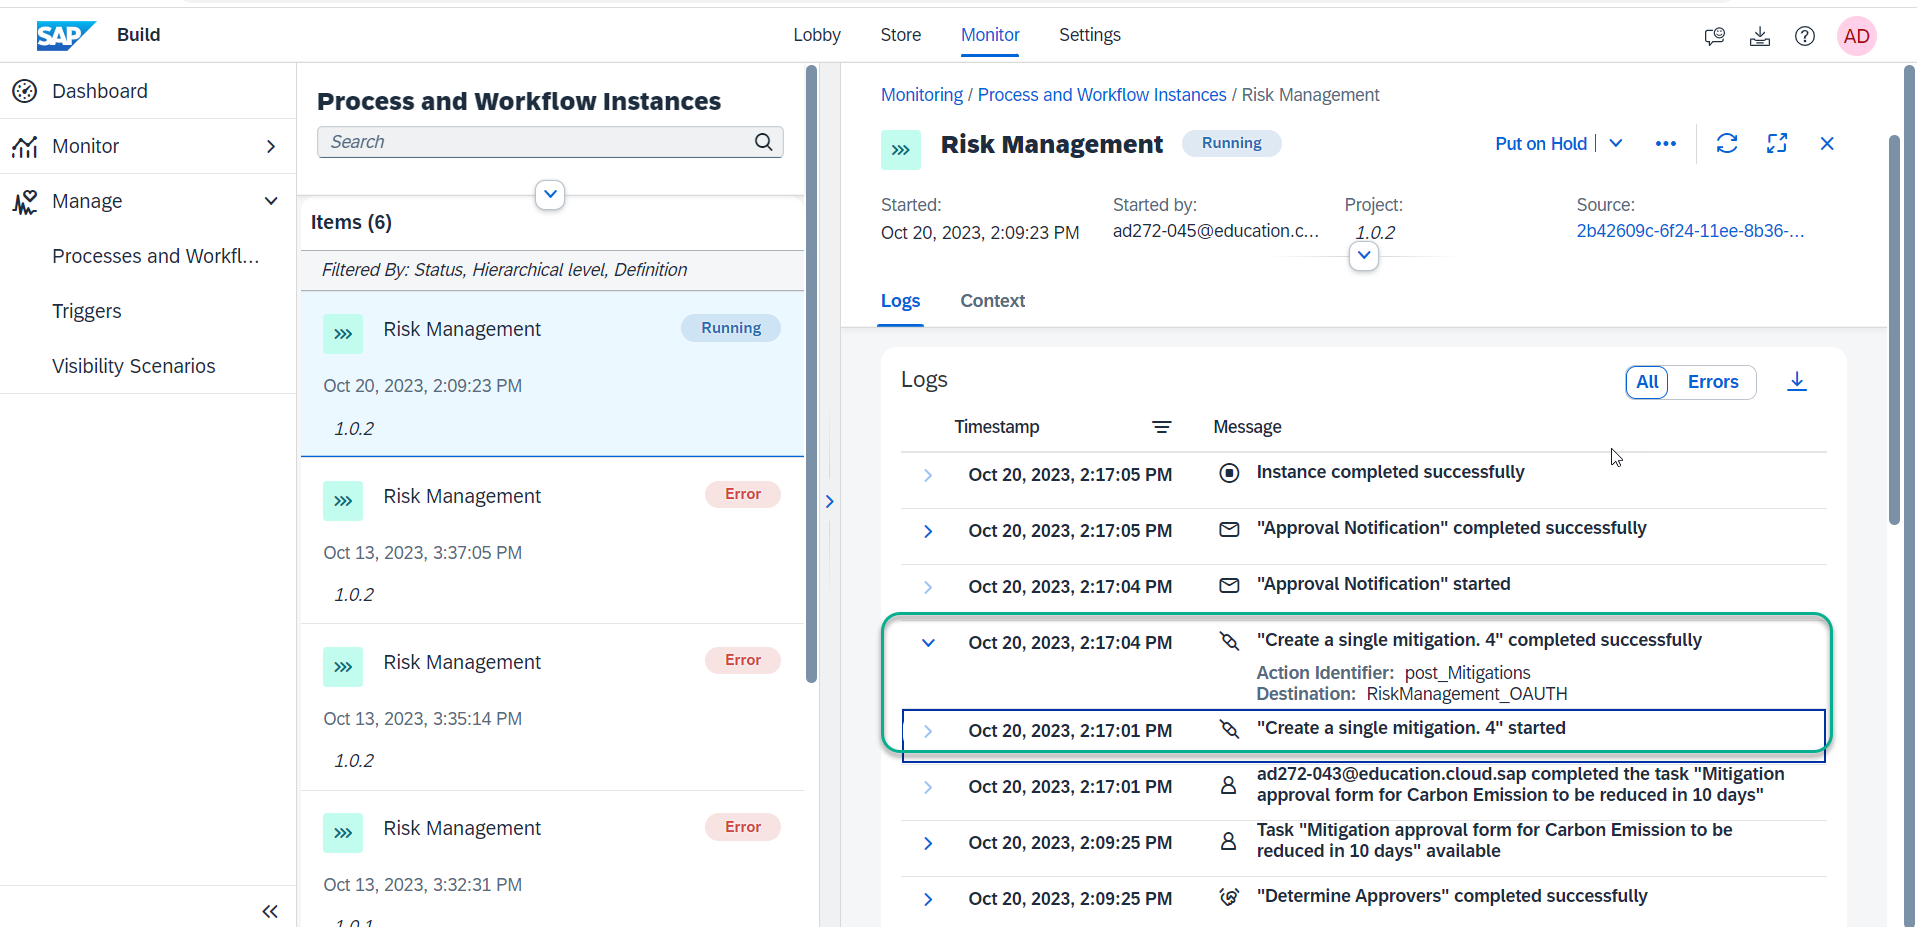 SAP Build
Lobby Store Monitor Settings
AD
Dashboard
Monitor
Manage
Processes and Workfl...
Triggers
Visibility Scenarios
Process and Workflow Instances
Search
Items (6)
Filtered By: Status, Hierarchical level, Definition
Risk Management Running
Oct 20, 2023, 2:09:23 PM
1.0.2
Risk Management Error
Oct 13, 2023, 3:37:05 PM
1.0.2
Risk Management Error
Oct 13, 2023, 3:35:14 PM
1.0.2
Risk Management Error
Oct 13, 2023, 3:32:31 PM
1.0.1
Monitoring / Process and Workflow Instances / Risk Management
Risk Management Running Put on Hold
Started: Started by: Project: Source:
Oct 20, 2023, 2:09:23 PM ad272-045@education.c... 1.0.2 2b42609c-6f24-11ee-8b36-...
Logs Context
Logs All Errors
Timestamp Message
Oct 20, 2023, 2:17:05 PM Instance completed successfully
Oct 20, 2023, 2:17:05 PM "Approval Notification" completed successfully
Oct 20, 2023, 2:17:04 PM "Approval Notification" started
Oct 20, 2023, 2:17:04 PM "Create a single mitigation. 4" completed successfully
Action Identifier: post_Mitigations
Destination: RiskManagement_OAUTH
Oct 20, 2023, 2:17:01 PM "Create a single mitigation. 4" started
Oct 20, 2023, 2:17:01 PM ad272-043@education.cloud.sap completed the task "Mitigation
approval form for Carbon Emission to be reduced in 10 days"
Oct 20, 2023, 2:09:25 PM Task "Mitigation approval form for Carbon Emission to be
reduced in 10 days" available
Oct 20, 2023, 2:09:25 PM "Determine Approvers" completed successfully